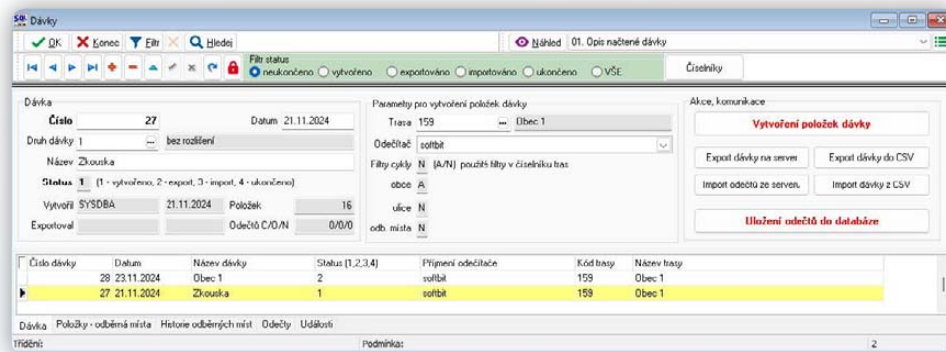 SQL Dávky
OK Konec Filtr Hledej Náhled 01. Opis načtené dávky
Filtr status
neukončeno vytvořeno exportováno importováno ukončeno VŠE Číselníky
Dávka Parametry pro vytvoření položek dávky Akce, komunikace
Číslo 27 Datum 21.11.2024 Trasa 159 ... Obec 1 Vytvoření položek dávky
Druh dávky 1 ... bez rozlišení Odečítač softbit
Název Zkouska Filtry cykly N (A/N) použité filtry v číselníku tras Export dávky na server Export dávky do CSV
Status 1 (1 - vytvořeno, 2 - export, 3 - import, 4 - ukončeno) obce A Import odečtů ze serveru Import dávky z CSV
Vytvořil SYSDBA 21.11.2024 Položek 16 ulice N
Exportoval Odečtů C/O/N 0/0/0 odb. místa N Uložení odečtů do databáze
Číslo dávky Datum Název dávky Status (1,2,3,4) Příjmení odečítače Kód trasy Název trasy
28 23.11.2024 Obec 1 2 softbit 159 Obec 1
27 21.11.2024 Zkouska 1 softbit 159 Obec 1
Dávka Položky - odběrná místa Historie odběrných míst Odečty Události
Třídění: Podmínka: 2